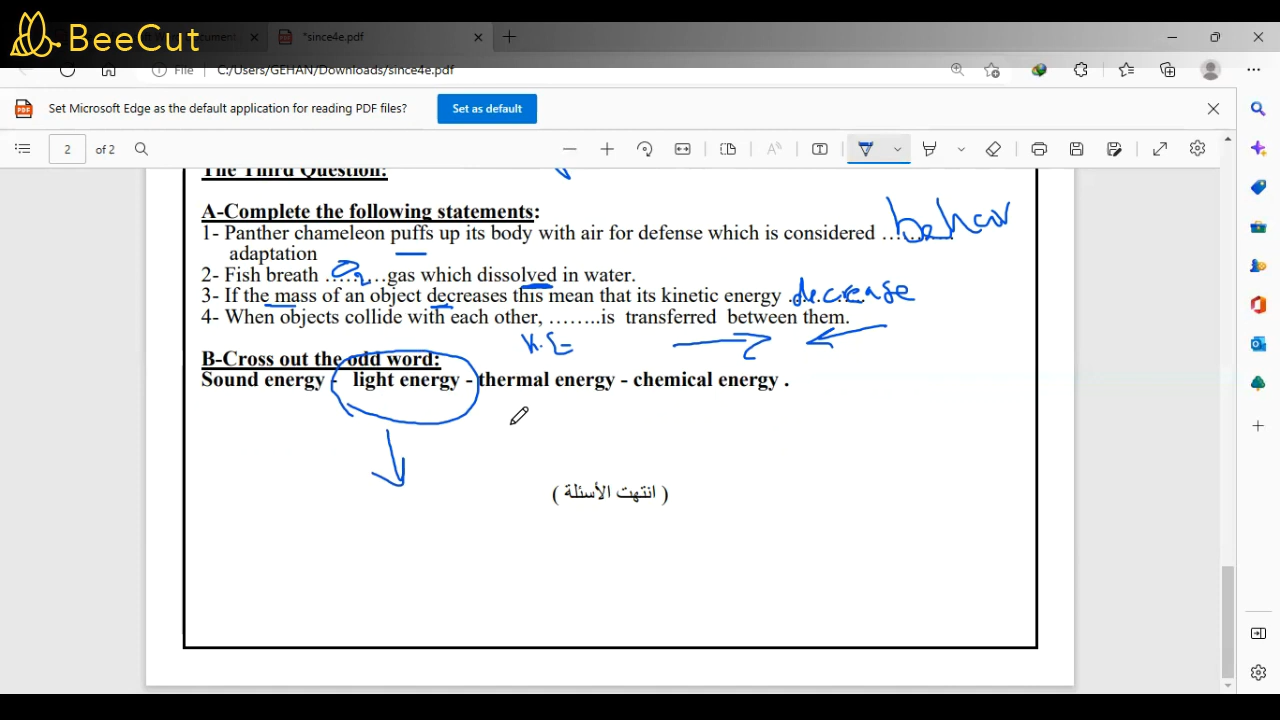 BeeCut
*since4e.pdf
File C:/Users/GEHAN/Downloads/since4e.pdf
Set Microsoft Edge as the default application for reading PDF files? Set as default
2 of 2
The Third Question:
A-Complete the following statements:
1- Panther chameleon puffs up its body with air for defense which is considered ………… behav
adaptation
2- Fish breath …O2…gas which dissolved in water.
3- If the mass of an object decreases this mean that its kinetic energy ………… decrease
4- When objects collide with each other, ……..is transferred between them.
K.E
B-Cross out the odd word:
Sound energy - light energy - thermal energy - chemical energy .
( انتهت الأسئلة )